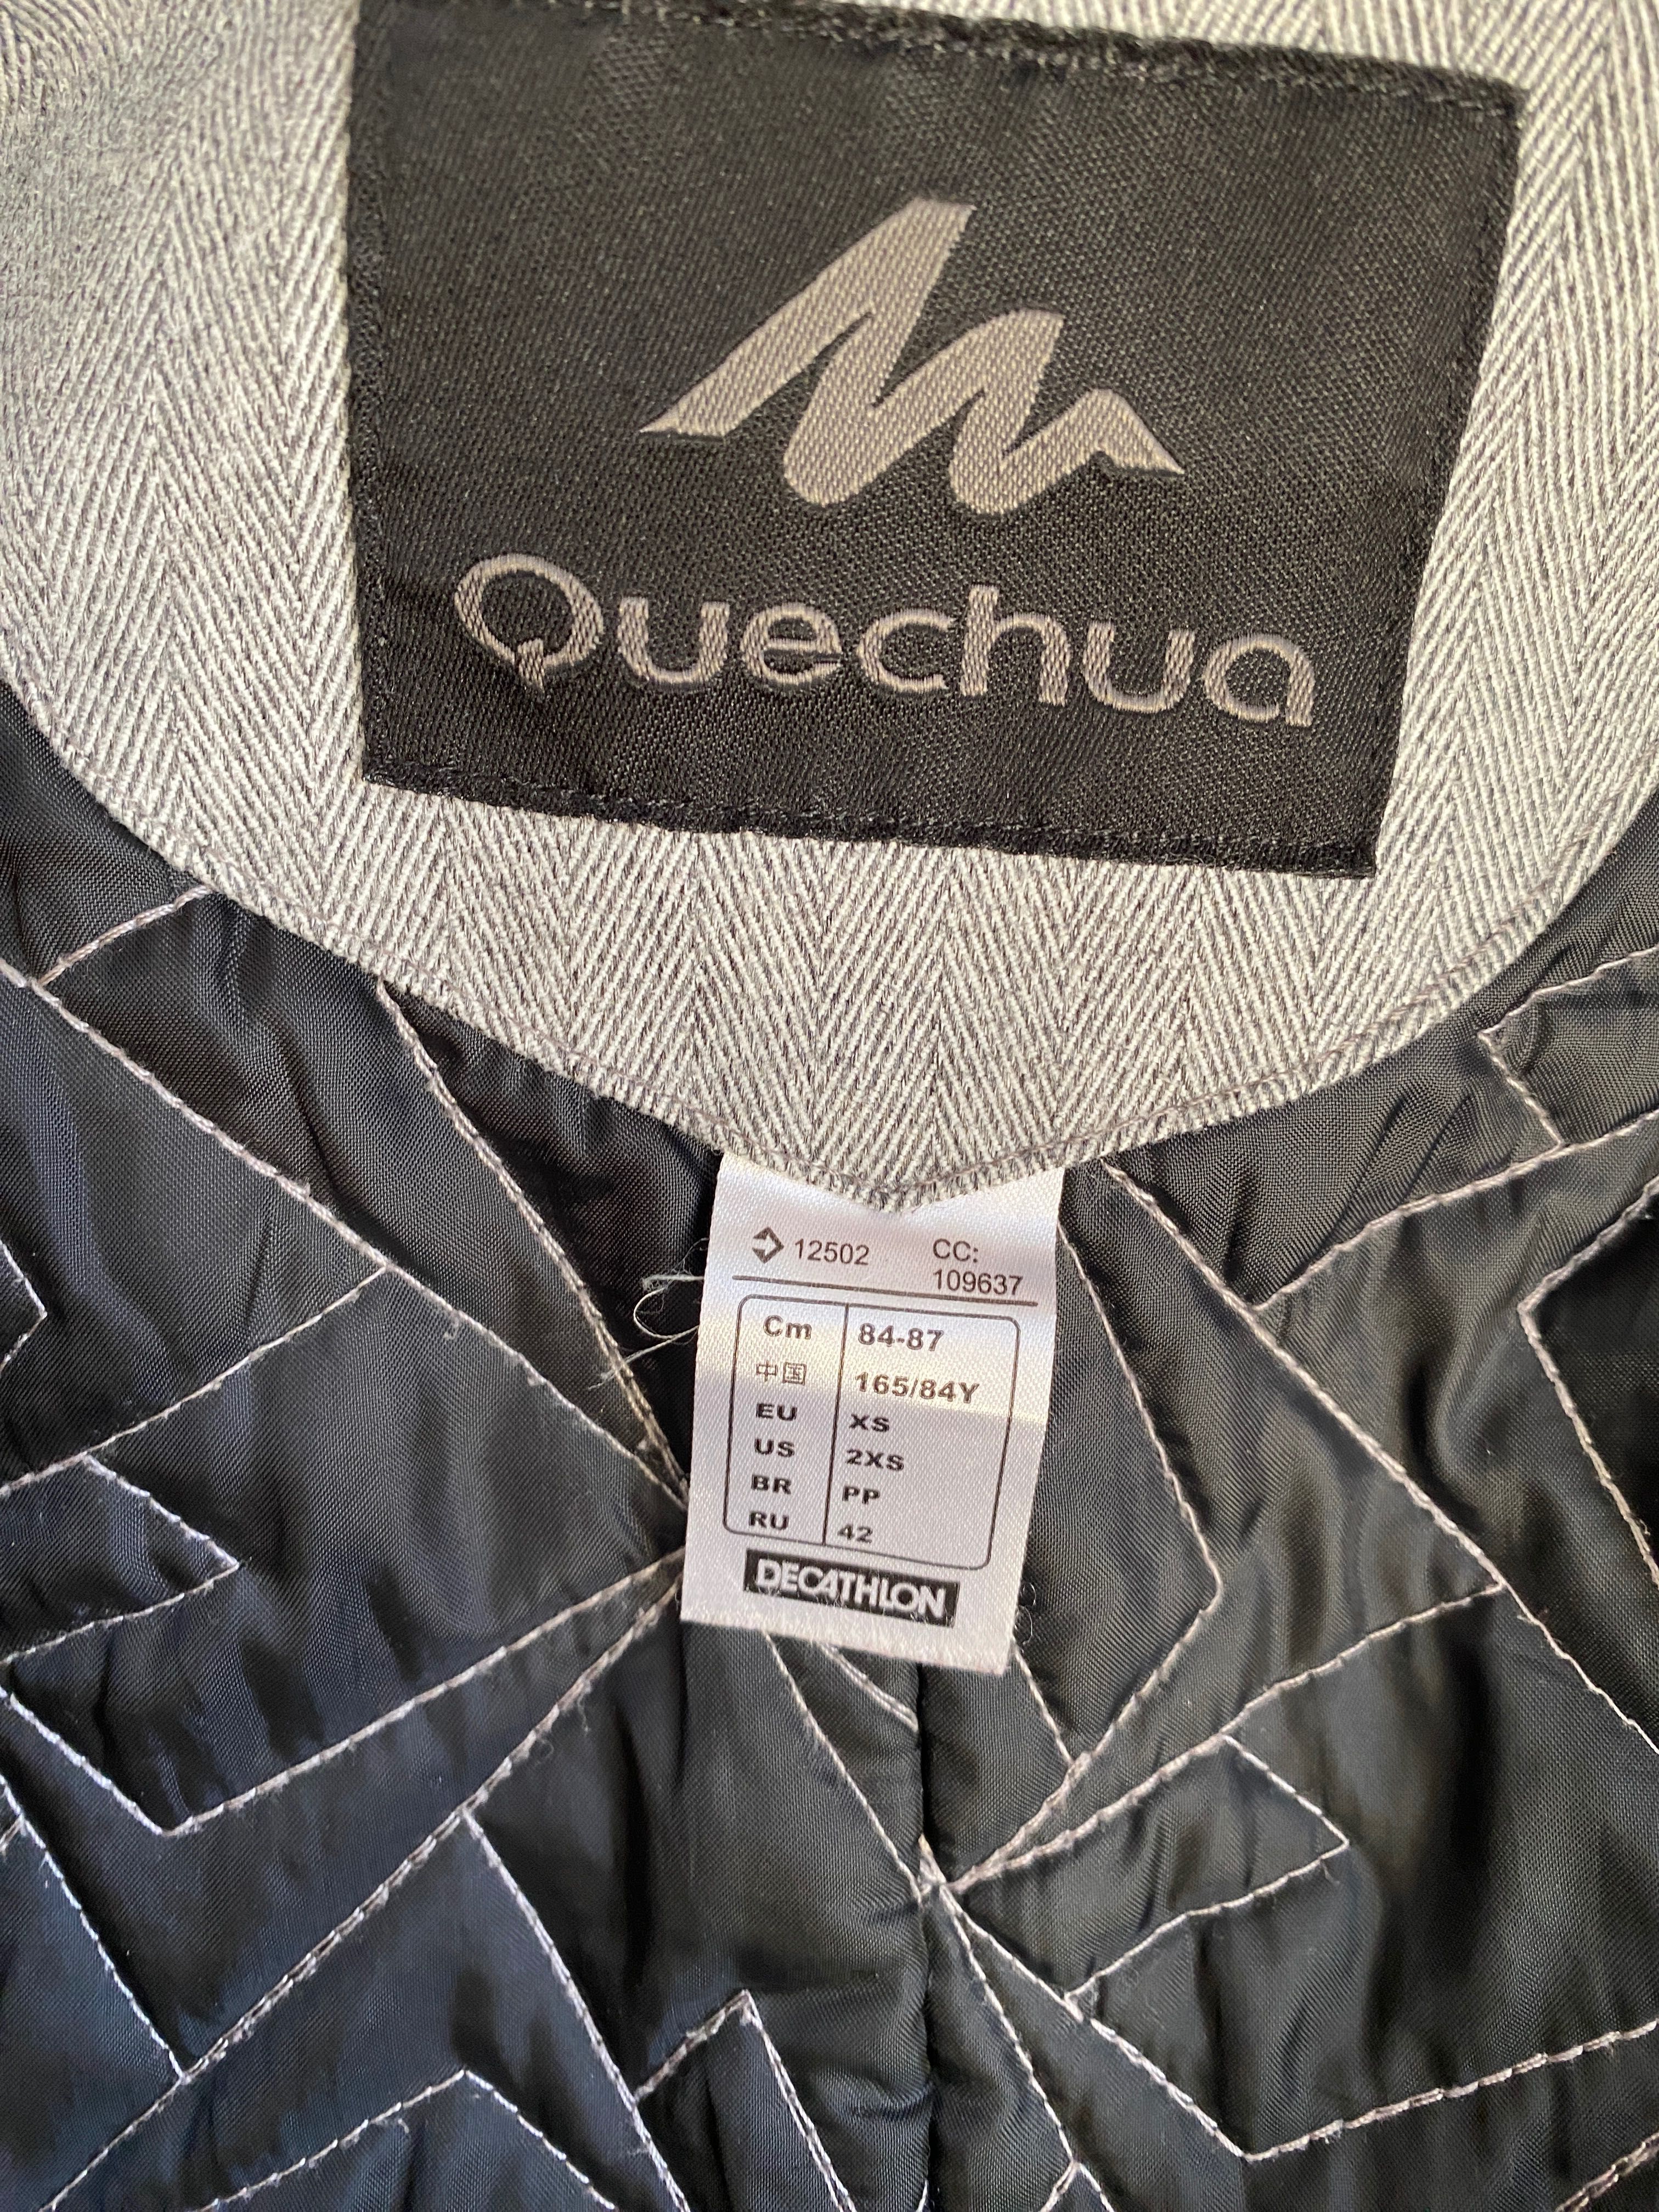 Quechua
12502 CC:
109637
Cm 84-87
中国 165/84Y
EU XS
US 2XS
BR PP
RU 42
DECATHLON